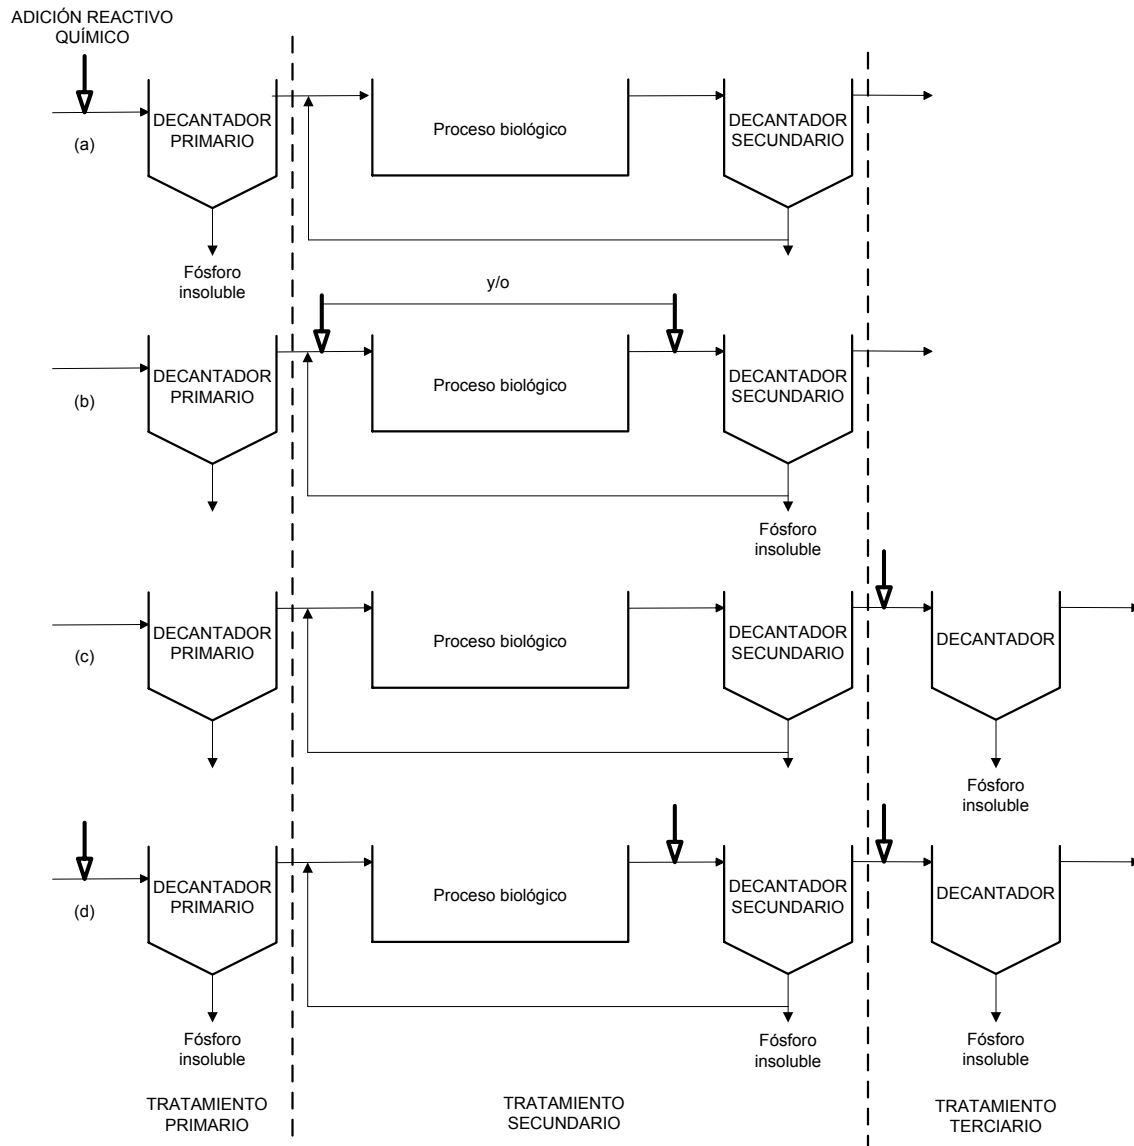 ADICIÓN REACTIVO
QUÍMICO
(a)
DECANTADOR
PRIMARIO
Proceso biológico
DECANTADOR
SECUNDARIO
Fósforo
insoluble
y/o
(b)
DECANTADOR
PRIMARIO
Proceso biológico
DECANTADOR
SECUNDARIO
Fósforo
insoluble
(c)
DECANTADOR
PRIMARIO
Proceso biológico
DECANTADOR
SECUNDARIO
DECANTADOR
Fósforo
insoluble
(d)
DECANTADOR
PRIMARIO
Proceso biológico
DECANTADOR
SECUNDARIO
DECANTADOR
Fósforo
insoluble
Fósforo
insoluble
Fósforo
insoluble
TRATAMIENTO
PRIMARIO
TRATAMIENTO
SECUNDARIO
TRATAMIENTO
TERCIARIO